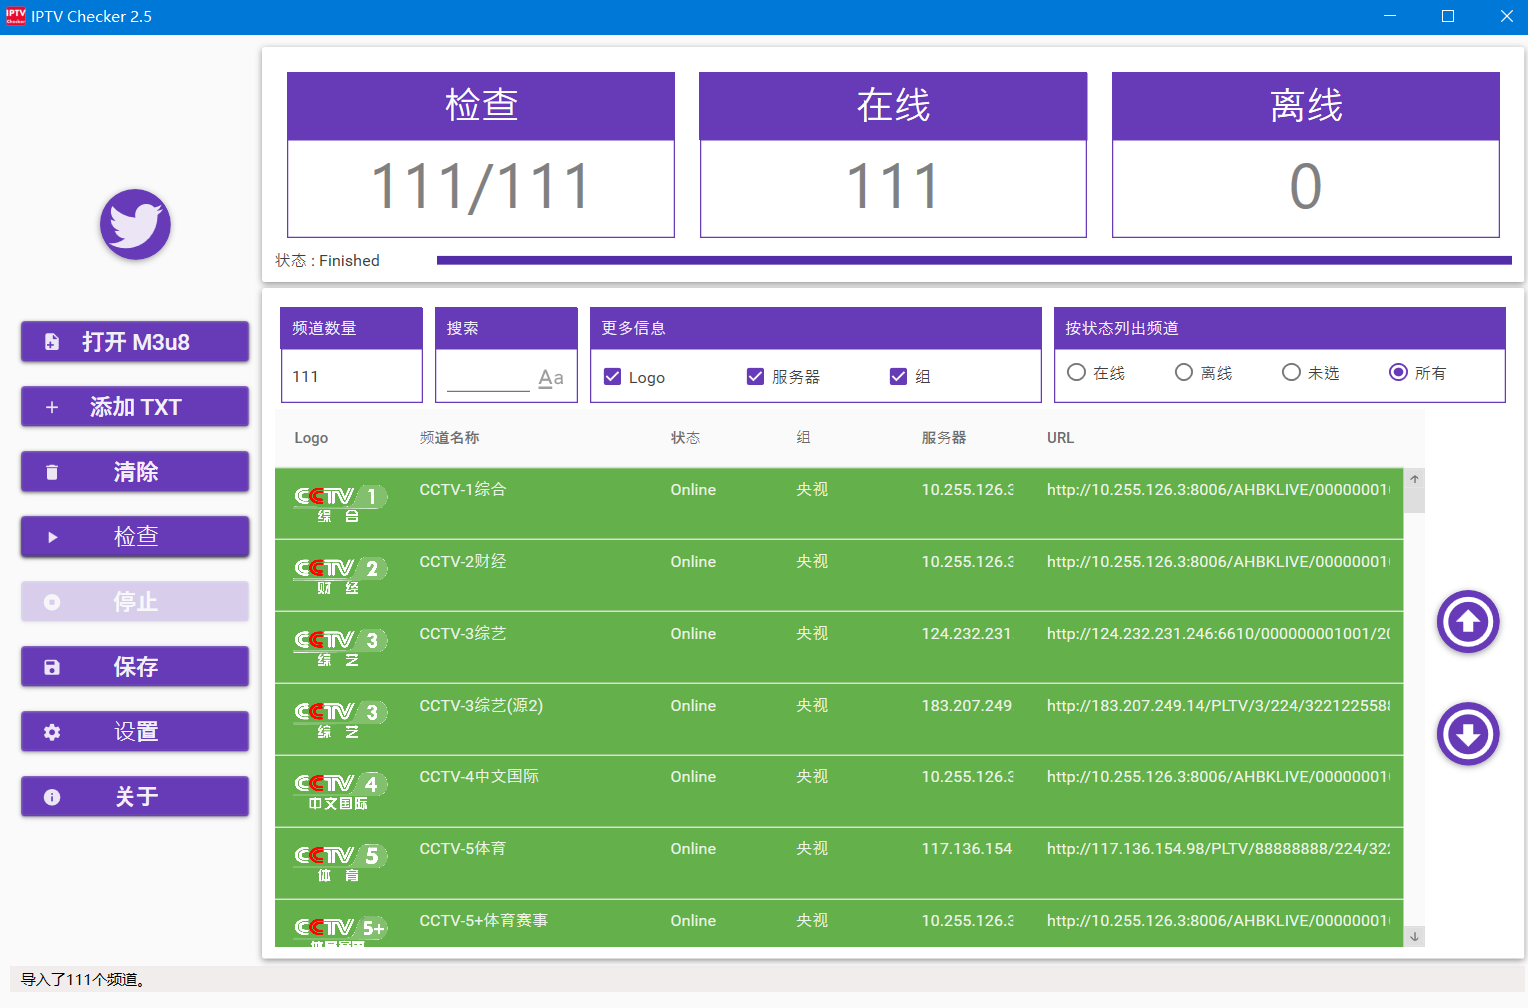 IPTV Checker 2.5
检查
在线
离线
111/111
111
0
状态 : Finished
打开 M3u8
添加 TXT
清除
检查
停止
保存
设置
关于
频道数量
搜索
更多信息
按状态列出频道
111
Aa
Logo
服务器
组
在线
离线
未选
所有
Logo 频道名称 状态 组 服务器 URL
CCTV 1 综合 CCTV-1综合 Online 央视 10.255.126.3 http://10.255.126.3:8006/AHBKLIVE/000000010
CCTV 2 财经 CCTV-2财经 Online 央视 10.255.126.3 http://10.255.126.3:8006/AHBKLIVE/000000010
CCTV 3 综艺 CCTV-3综艺 Online 央视 124.232.231 http://124.232.231.246:6610/000000001001/20
CCTV 3 综艺 CCTV-3综艺(源2) Online 央视 183.207.249 http://183.207.249.14/PLTV/3/224/3221225588
CCTV 4 中文国际 CCTV-4中文国际 Online 央视 10.255.126.3 http://10.255.126.3:8006/AHBKLIVE/000000010
CCTV 5 体育 CCTV-5体育 Online 央视 117.136.154 http://117.136.154.98/PLTV/88888888/224/322
CCTV 5+ CCTV-5+体育赛事 Online 央视 10.255.126.3 http://10.255.126.3:8006/AHBKLIVE/000000010
导入了111个频道。